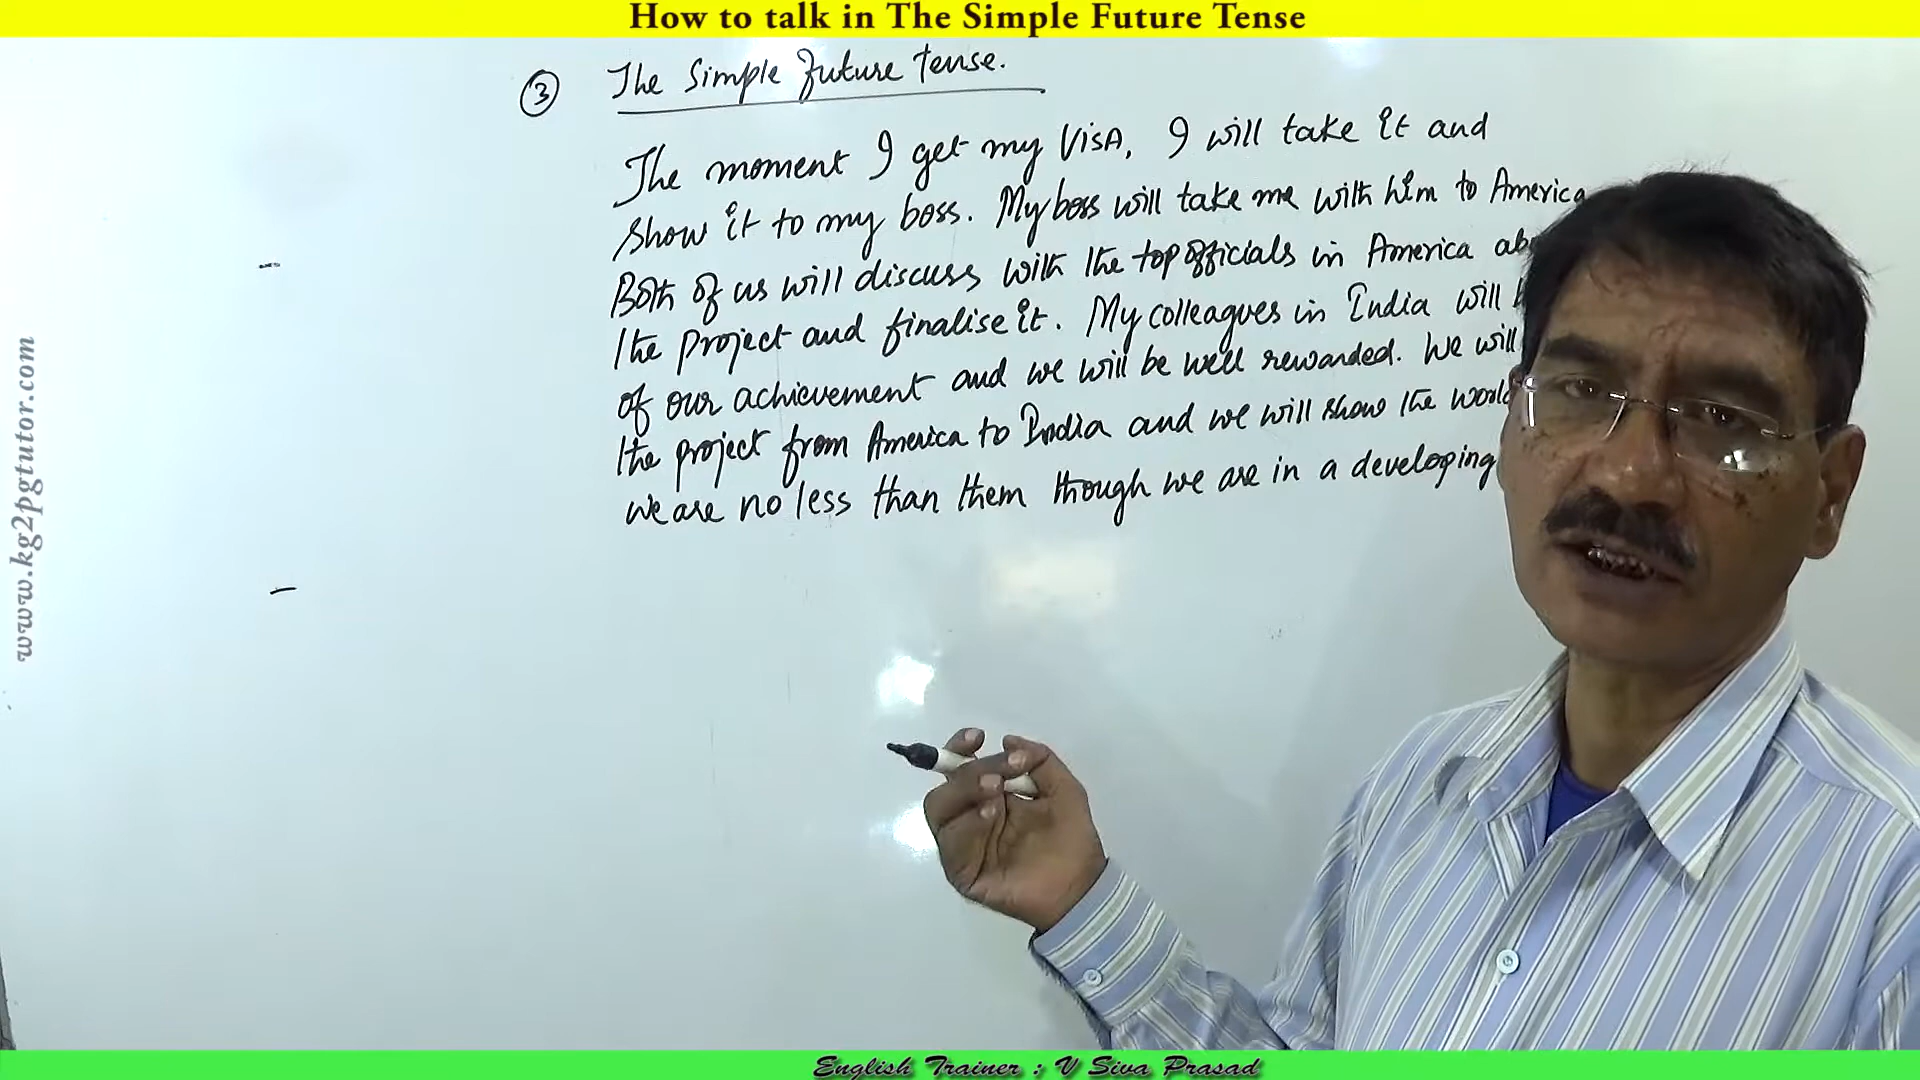 How to talk in The Simple Future Tense
③ The Simple Future Tense.
The moment I get my VISA, I will take it and
show it to my boss. My boss will take me with him to America
Both of us will discuss with the top officials in America
the project and finalise it. My colleagues in India will
of our achievement and we will be well rewarded. We will
the project from America to India and we will show the world
we are no less than them though we are in a developing
www.kg2pgtutor.com
English Trainer : V Siva Prasad